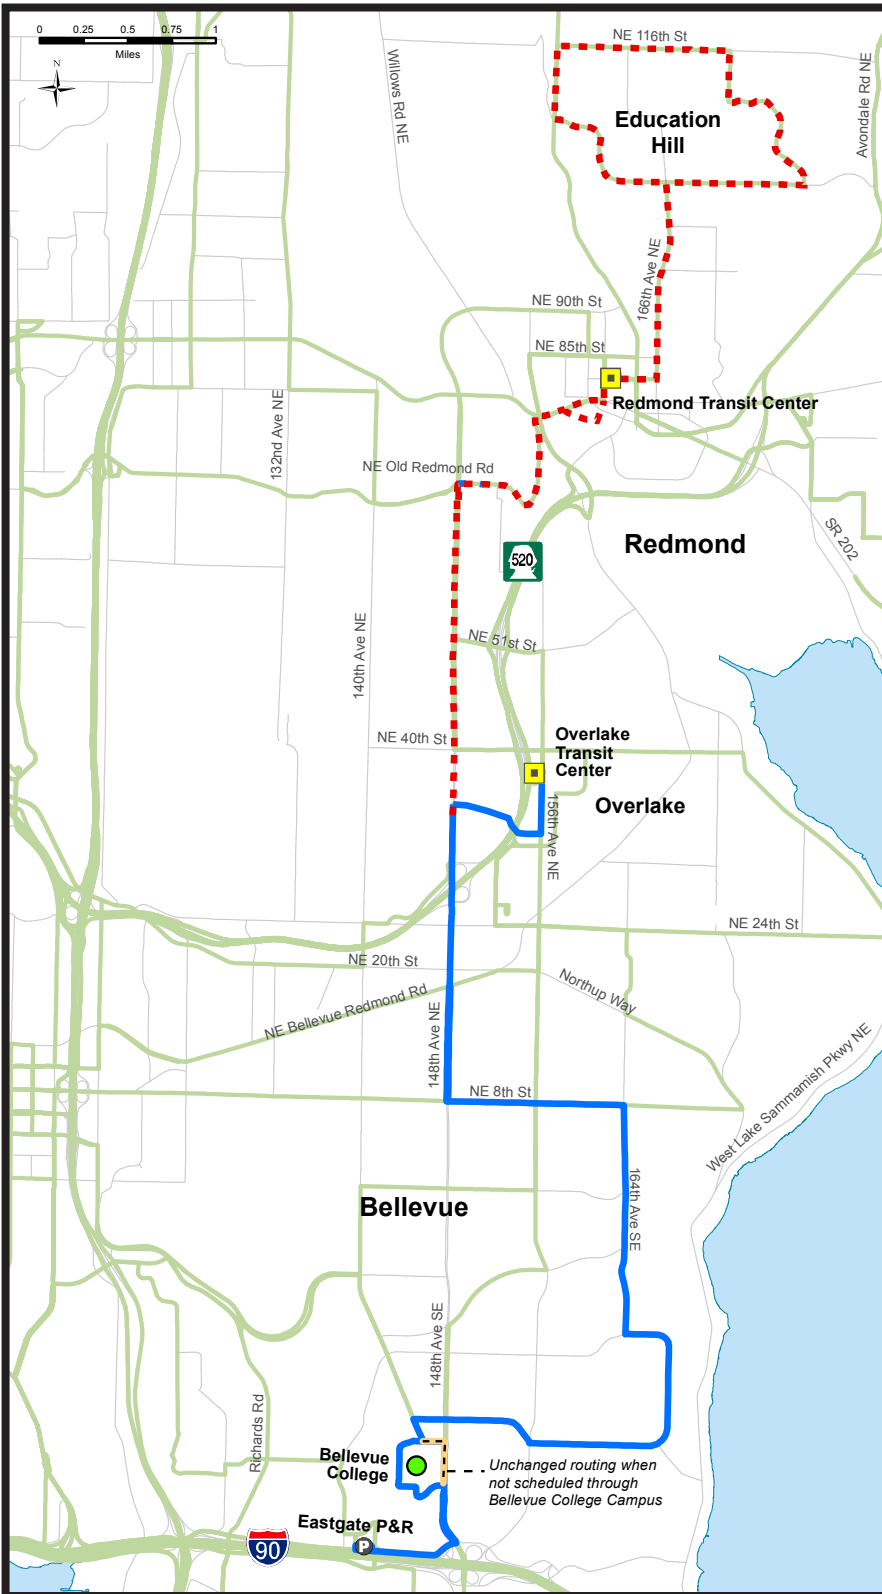 0 0.25 0.5 0.75 1
Miles
N
NE 116th St
Willows Rd NE
Avondale Rd NE
Education
Hill
166th Ave NE
NE 90th St
NE 85th St
Redmond Transit Center
132nd Ave NE
NE Old Redmond Rd
Redmond
520
SR 202
NE 51st St
140th Ave NE
NE 40th St
Overlake
Transit
Center
Overlake
156th Ave NE
NE 24th St
NE 20th St
Northup Way
NE Bellevue Redmond Rd
148th Ave NE
NE 8th St
West Lake Sammamish Pkwy NE
164th Ave SE
Bellevue
148th Ave SE
Richards Rd
Bellevue
College
Unchanged routing when
not scheduled through
Bellevue College Campus
Eastgate P&R
P
90